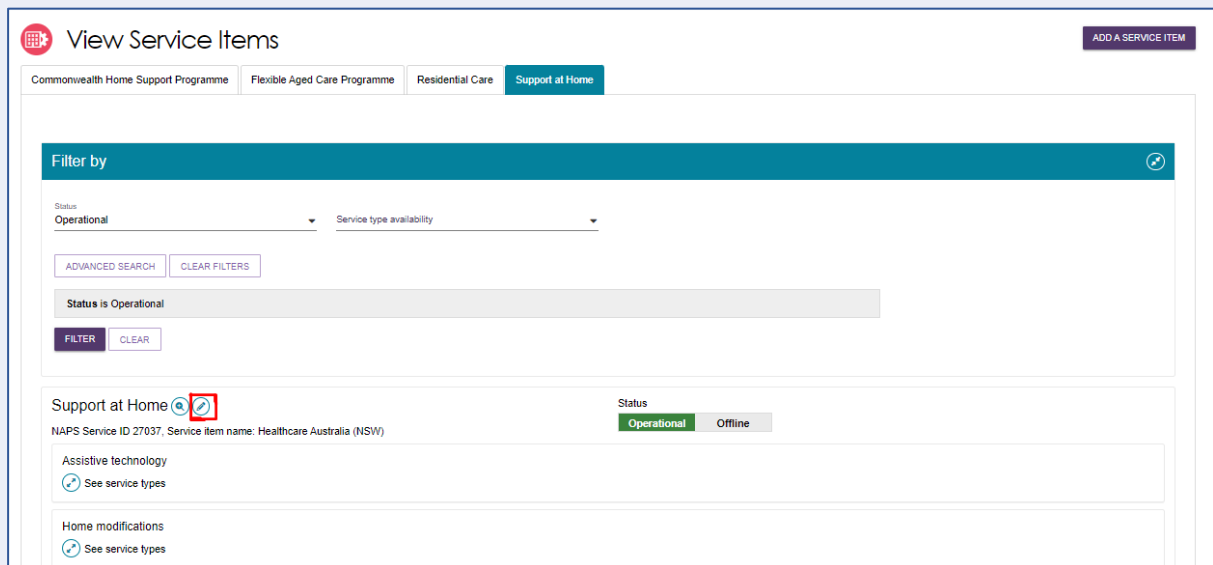 View Service Items
ADD A SERVICE ITEM
Commonwealth Home Support Programme Flexible Aged Care Programme Residential Care Support at Home
Filter by
Status
Operational Service type availability
ADVANCED SEARCH CLEAR FILTERS
Status is Operational
FILTER CLEAR
Support at Home Status
Operational Offline
NAPS Service ID 27037, Service item name: Healthcare Australia (NSW)
Assistive technology
See service types
Home modifications
See service types